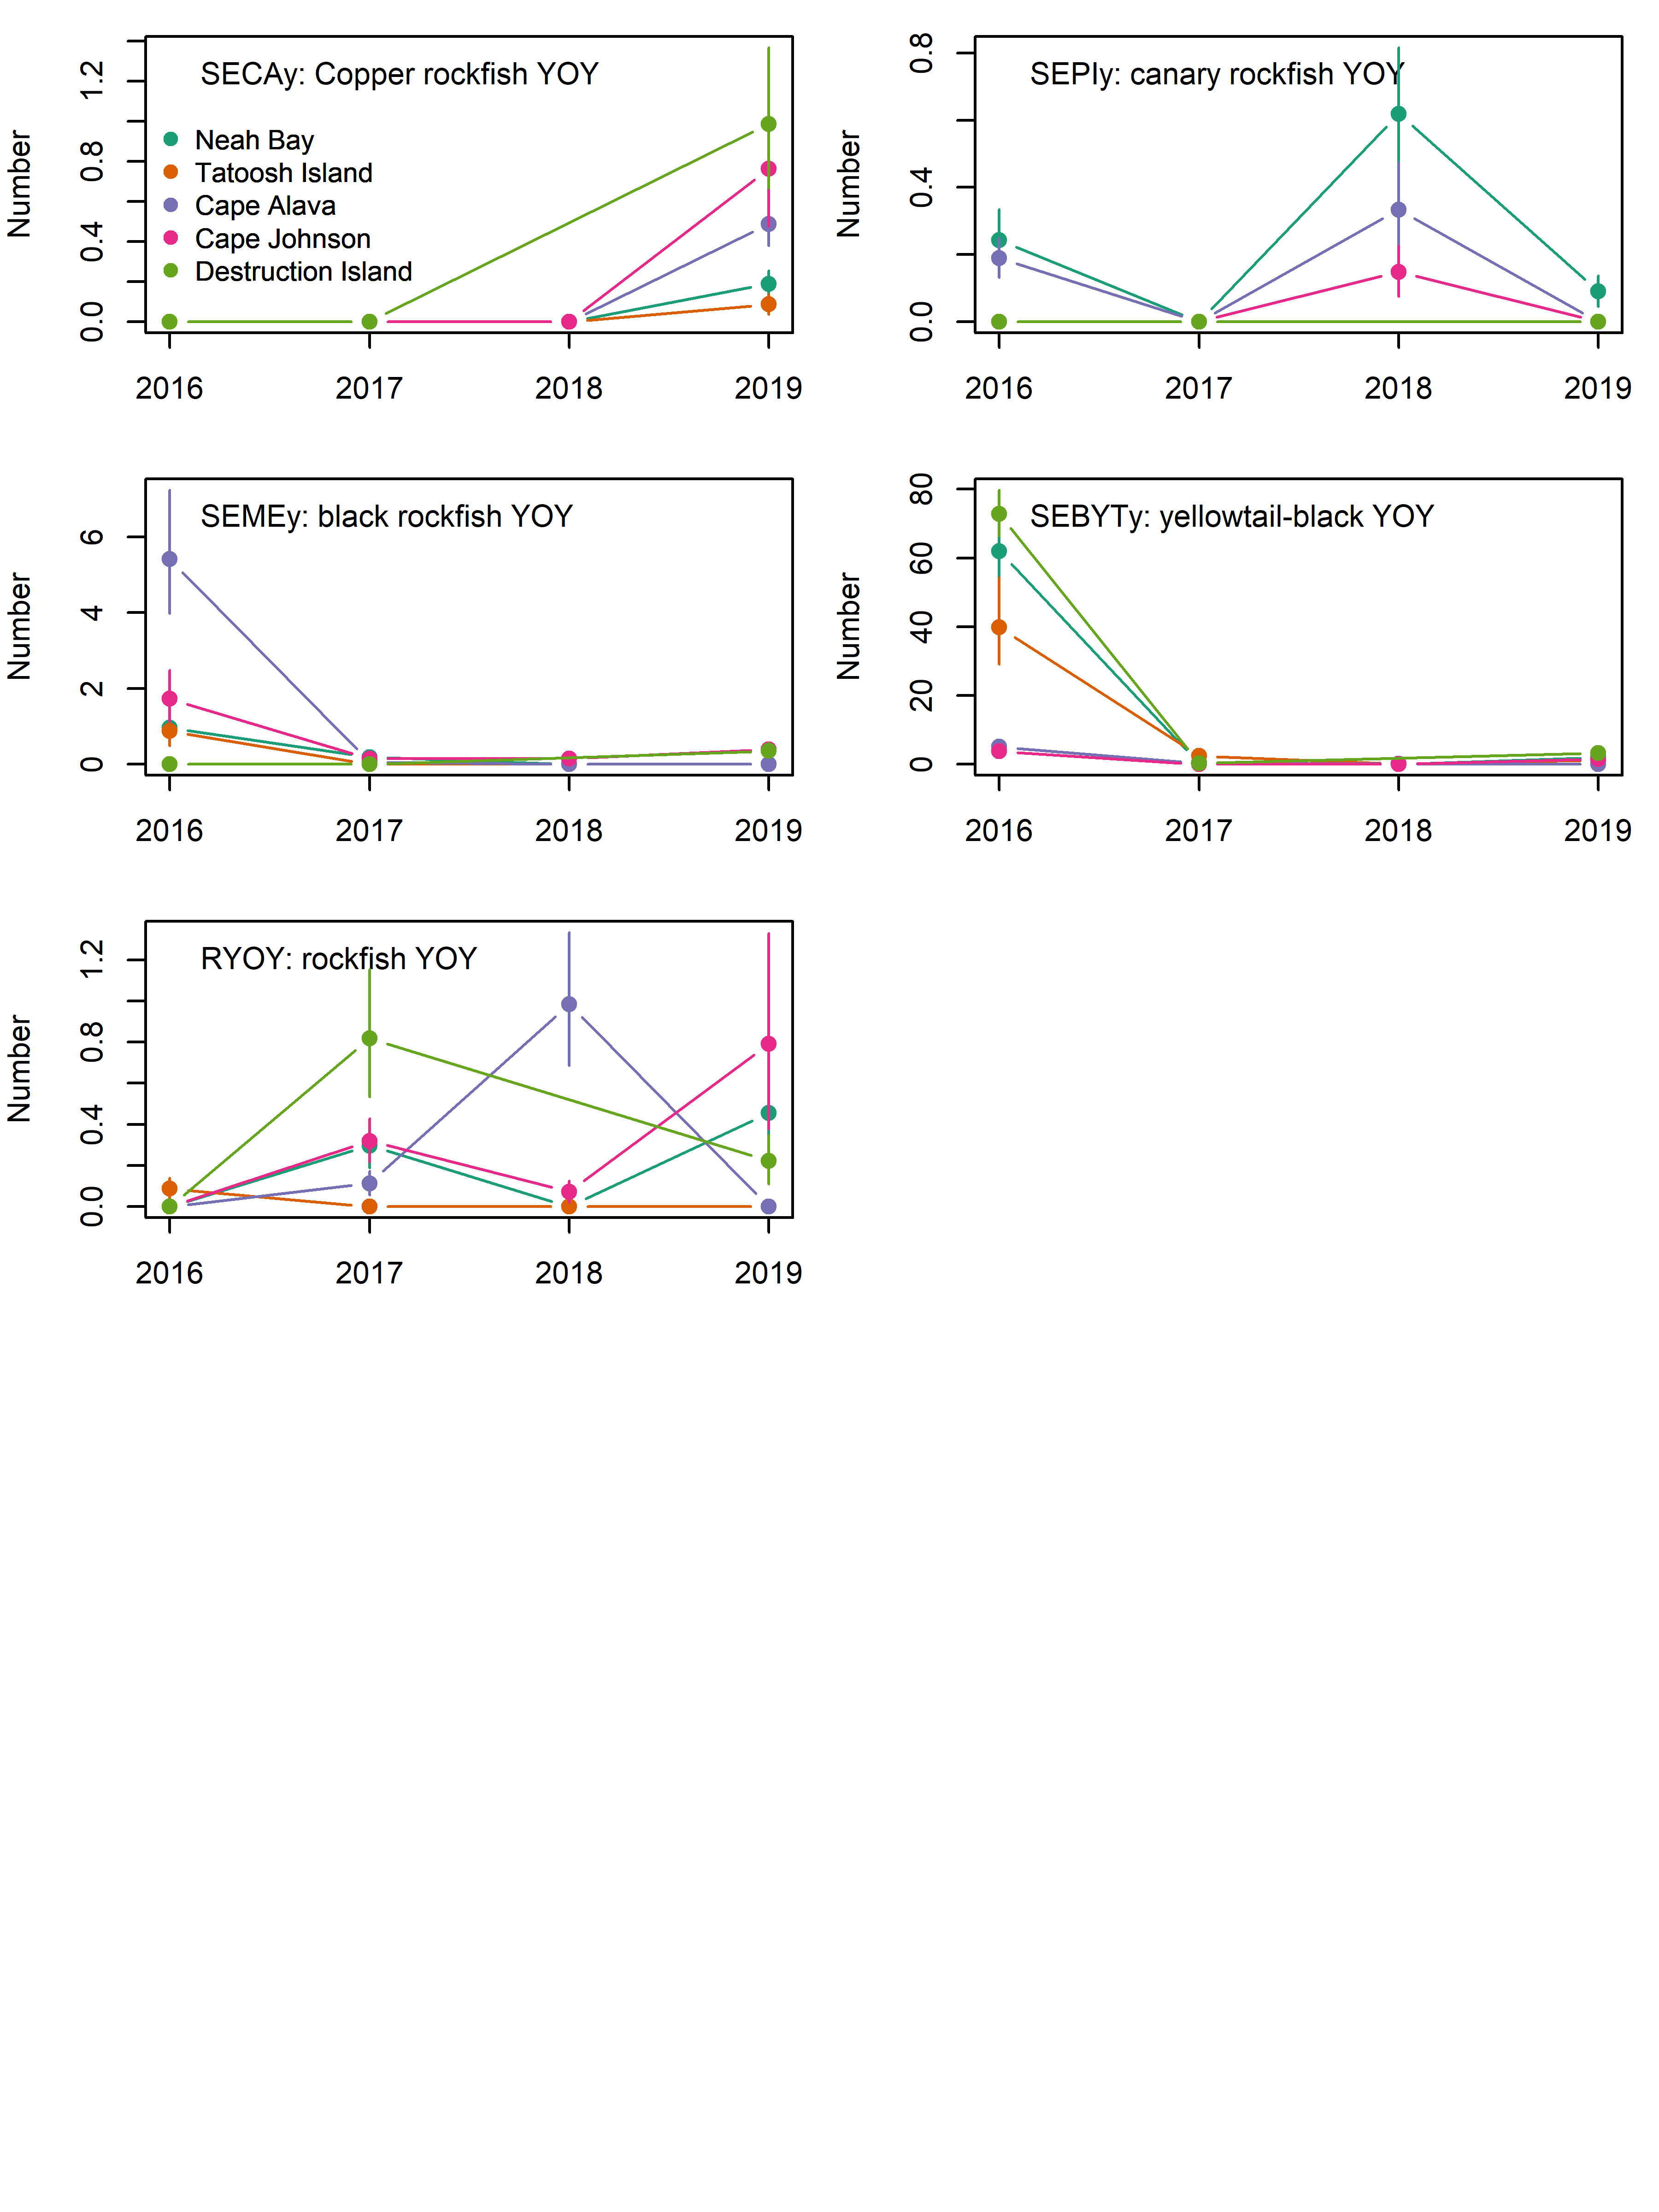 SECAy: Copper rockfish YOY
Number
0.0 0.4 0.8 1.2
Neah Bay
Tatoosh Island
Cape Alava
Cape Johnson
Destruction Island
2016 2017 2018 2019
SEPIy: canary rockfish YOY
Number
0.0 0.4 0.8
2016 2017 2018 2019
SEMEy: black rockfish YOY
Number
0 2 4 6
2016 2017 2018 2019
SEBYTy: yellowtail-black YOY
Number
0 20 40 60 80
2016 2017 2018 2019
RYOY: rockfish YOY
Number
0.0 0.4 0.8 1.2
2016 2017 2018 2019